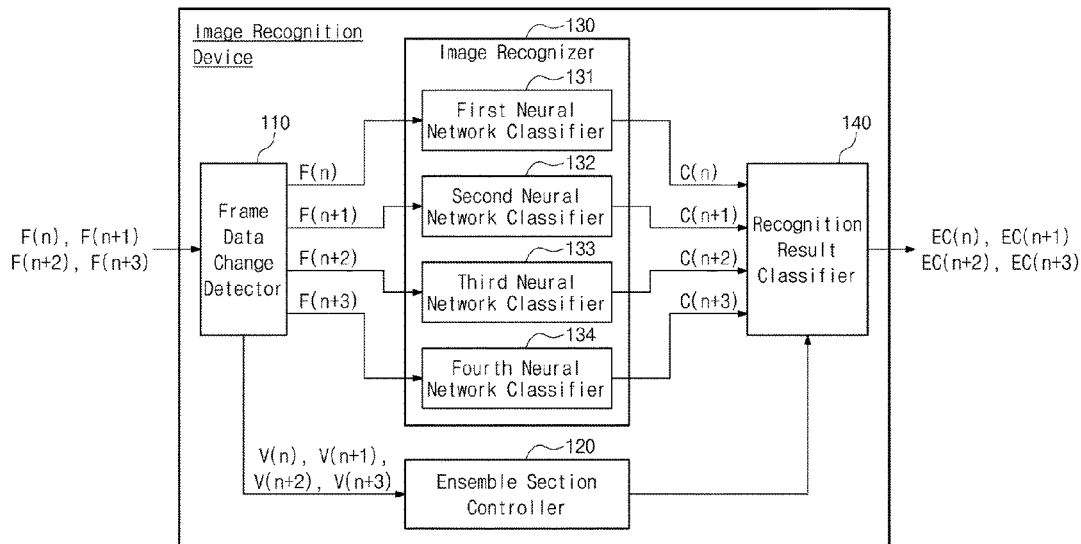 Image Recognition
Device
130
Image Recognizer
131
First Neural
Network Classifier
110
140
F(n)
C(n)
132
Second Neural
Network Classifier
Frame
Data
Change
Detector
F(n+1)
C(n+1)
Recognition
Result
Classifier
F(n), F(n+1)
F(n+2), F(n+3)
EC(n), EC(n+1)
EC(n+2), EC(n+3)
133
F(n+2)
C(n+2)
Third Neural
Network Classifier
F(n+3)
C(n+3)
134
Fourth Neural
Network Classifier
120
V(n), V(n+1),
V(n+2), V(n+3)
Ensemble Section
Controller